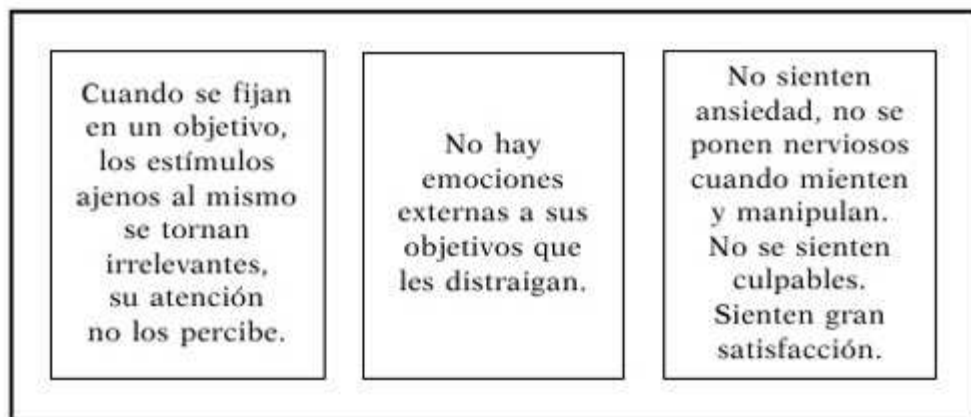 Cuando se fijan
en un objetivo,
los estímulos
ajenos al mismo
se tornan
irrelevantes,
su atención
no los percibe.
No hay
emociones
externas a sus
objetivos que
les distraigan.
No sienten
ansiedad, no se
ponen nerviosos
cuando mienten
y manipulan.
No se sienten
culpables.
Sienten gran
satisfacción.